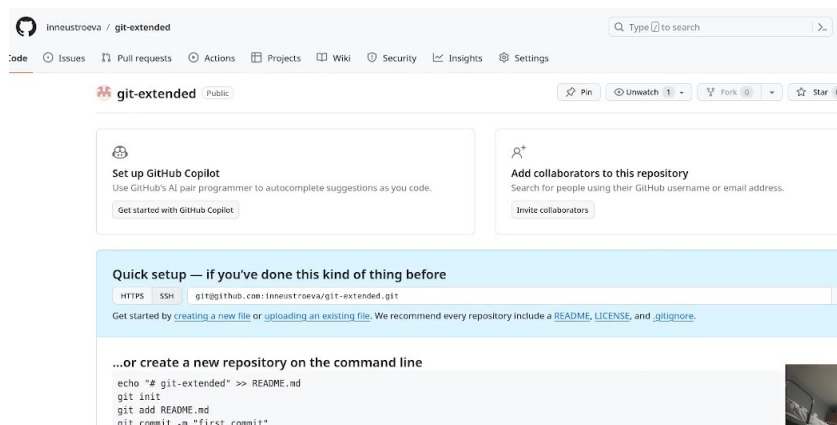 inneustroeva / git-extended
Type / to search
Code
Issues
Pull requests
Actions
Projects
Wiki
Security
Insights
Settings
git-extended Public
Pin
Unwatch 1
Fork 0
Star
Set up GitHub Copilot
Use GitHub's AI pair programmer to autocomplete suggestions as you code.
Get started with GitHub Copilot
Add collaborators to this repository
Search for people using their GitHub username or email address.
Invite collaborators
Quick setup — if you've done this kind of thing before
HTTPS SSH git@github.com:inneustroeva/git-extended.git
Get started by creating a new file or uploading an existing file. We recommend every repository include a README, LICENSE, and .gitignore.
...or create a new repository on the command line
echo "# git-extended" >> README.md
git init
git add README.md
git commit -m "first commit"